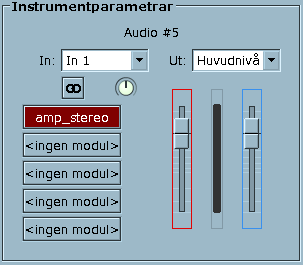 Instrumentparametrar
Audio #5
In: In 1 Ut: Huvudnivå
amp_stereo
<ingen modul>
<ingen modul>
<ingen modul>
<ingen modul>